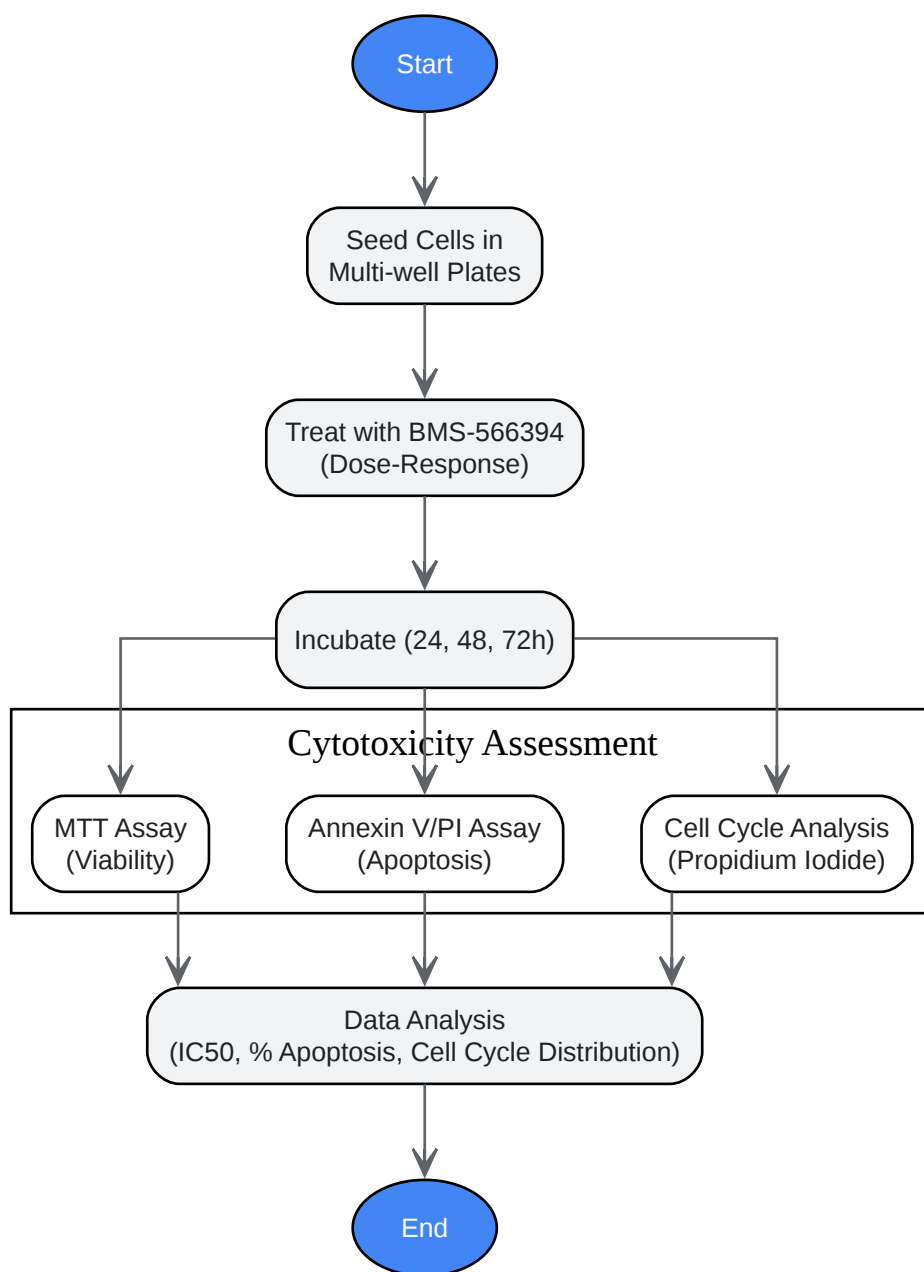 Start
Seed Cells in
Multi-well Plates
Treat with BMS-566394
(Dose-Response)
Incubate (24, 48, 72h)
Cytotoxicity Assessment
MTT Assay
(Viability)
Annexin V/PI Assay
(Apoptosis)
Cell Cycle Analysis
(Propidium Iodide)
Data Analysis
(IC50, % Apoptosis, Cell Cycle Distribution)
End